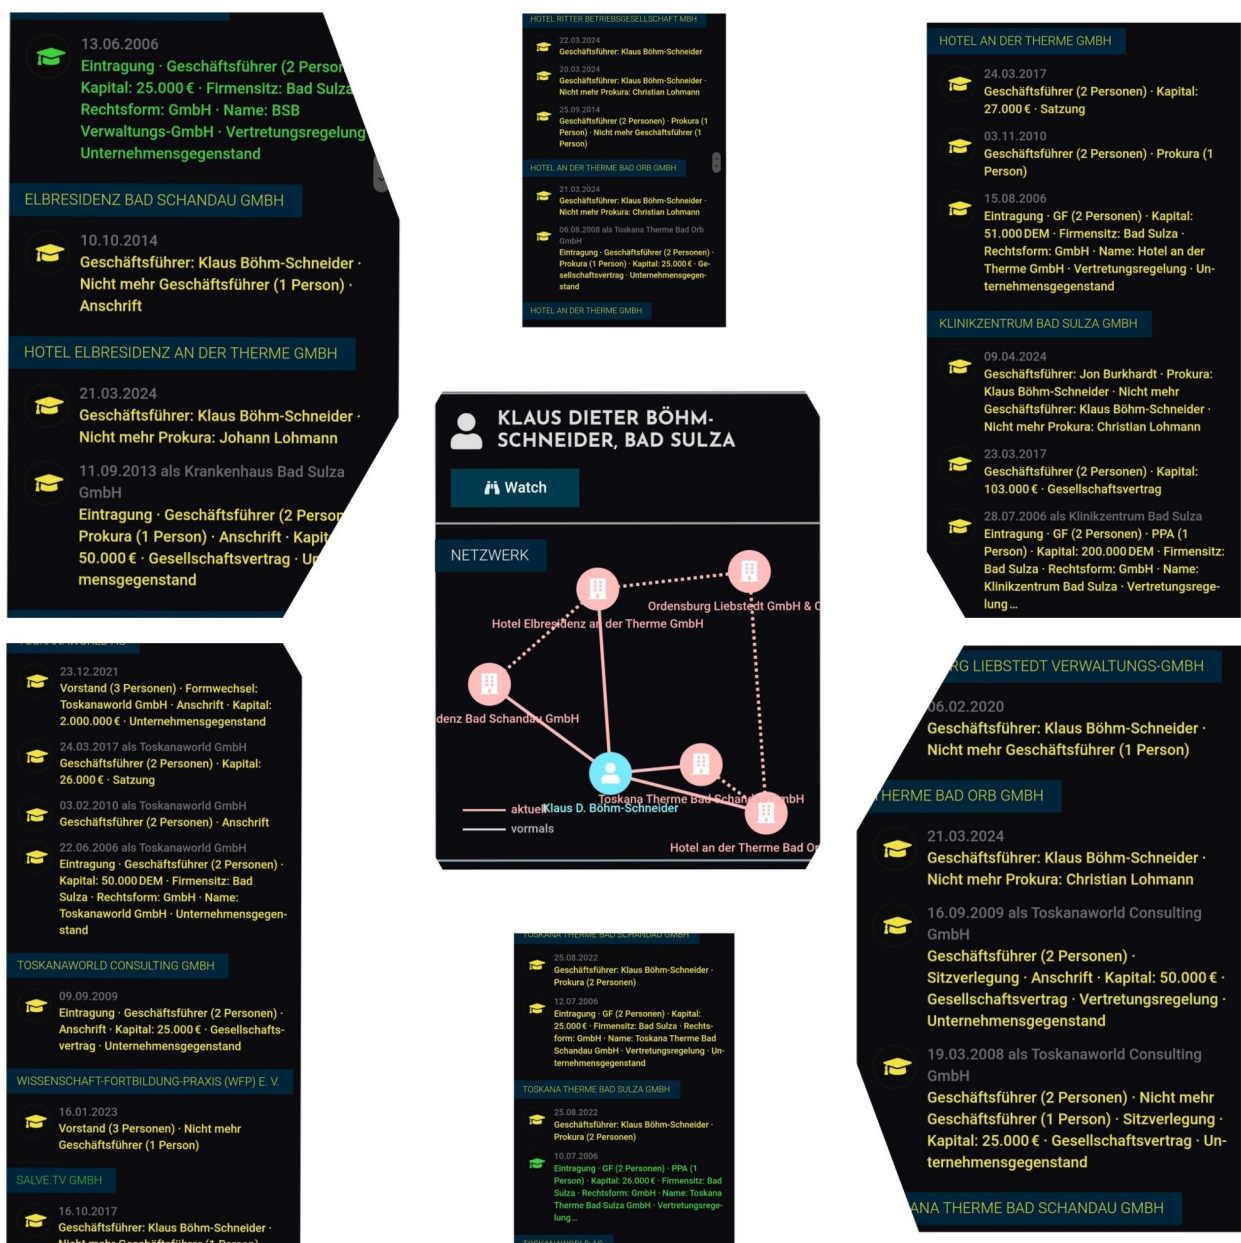 13.06.2006
Eintragung · Geschäftsführer (2 Person
Kapital: 25.000 € · Firmensitz: Bad Sulza
Rechtsform: GmbH · Name: BSB
Verwaltungs-GmbH · Vertretungsregelung
Unternehmensgegenstand
ELBRESIDENZ BAD SCHANDAU GMBH
10.10.2014
Geschäftsführer: Klaus Böhm-Schneider ·
Nicht mehr Geschäftsführer (1 Person) ·
Anschrift
HOTEL ELBRESIDENZ AN DER THERME GMBH
21.03.2024
Geschäftsführer: Klaus Böhm-Schneider ·
Nicht mehr Prokura: Johann Lohmann
11.09.2013 als Krankenhaus Bad Sulza
GmbH
Eintragung · Geschäftsführer (2 Person
Prokura (1 Person) · Anschrift · Kapit
50.000 € · Gesellschaftsvertrag · Un
mensgegenstand
HOTEL RITTER BETRIEBSGESELLSCHAFT MBH
22.03.2024
Geschäftsführer: Klaus Böhm-Schneider
20.03.2024
Geschäftsführer: Klaus Böhm-Schneider ·
Nicht mehr Prokura: Christian Lohmann
25.09.2014
Geschäftsführer (2 Personen) · Prokura (1
Person) · Nicht mehr Geschäftsführer (1
Person)
HOTEL AN DER THERME BAD ORB GMBH
21.03.2024
Geschäftsführer: Klaus Böhm-Schneider ·
Nicht mehr Prokura: Christian Lohmann
06.08.2008 als Toskana Therme Bad Orb
GmbH
Eintragung · Geschäftsführer (2 Personen) ·
Prokura (1 Person) · Kapital: 25.000 € · Ge-
sellschaftsvertrag · Unternehmensgegen-
stand
HOTEL AN DER THERME GMBH
HOTEL AN DER THERME GMBH
24.03.2017
Geschäftsführer (2 Personen) · Kapital:
27.000 € · Satzung
03.11.2010
Geschäftsführer (2 Personen) · Prokura (1
Person)
15.08.2006
Eintragung · GF (2 Personen) · Kapital:
51.000 DEM · Firmensitz: Bad Sulza ·
Rechtsform: GmbH · Name: Hotel an der
Therme GmbH · Vertretungsregelung · Un-
ternehmensgegenstand
KLINIKZENTRUM BAD SULZA GMBH
09.04.2024
Geschäftsführer: Jon Burkhardt · Prokura:
Klaus Böhm-Schneider · Nicht mehr
Geschäftsführer: Klaus Böhm-Schneider ·
Nicht mehr Prokura: Christian Lohmann
23.03.2017
Geschäftsführer (2 Personen) · Kapital:
103.000 € · Gesellschaftsvertrag
28.07.2006 als Klinikzentrum Bad Sulza
Eintragung · GF (2 Personen) · PPA (1
Person) · Kapital: 200.000 DEM · Firmensitz:
Bad Sulza · Rechtsform: GmbH · Name:
Klinikzentrum Bad Sulza · Vertretungsrege-
lung ...
KLAUS DIETER BÖHM-
SCHNEIDER, BAD SULZA
Watch
NETZWERK
Ordensburg Liebstedt GmbH & C
Hotel Elbresidenz an der Therme GmbH
denz Bad Schandau GmbH
Toskana Therme Bad Schandau GmbH
aktuell
Klaus D. Böhm-Schneider
vormals
Hotel an der Therme Bad Or
TOSKANAWORLD AG
23.12.2021
Vorstand (3 Personen) · Formwechsel:
Toskanaworld GmbH · Anschrift · Kapital:
2.000.000 € · Unternehmensgegenstand
24.03.2017 als Toskanaworld GmbH
Geschäftsführer (2 Personen) · Kapital:
26.000 € · Satzung
03.02.2010 als Toskanaworld GmbH
Geschäftsführer (2 Personen) · Anschrift
22.06.2006 als Toskanaworld GmbH
Eintragung · Geschäftsführer (2 Personen) ·
Kapital: 50.000 DEM · Firmensitz: Bad
Sulza · Rechtsform: GmbH · Name:
Toskanaworld GmbH · Unternehmensgegen-
stand
TOSKANAWORLD CONSULTING GMBH
09.09.2009
Eintragung · Geschäftsführer (2 Personen) ·
Anschrift · Kapital: 25.000 € · Gesellschafts-
vertrag · Unternehmensgegenstand
WISSENSCHAFT-FORTBILDUNG-PRAXIS (WFP) E. V.
16.01.2023
Vorstand (3 Personen) · Nicht mehr
Geschäftsführer (1 Person)
SALVE.TV GMBH
16.10.2017
Geschäftsführer: Klaus Böhm-Schneider ·
Nicht mehr Geschäftsführer (1 Person)
TOSKANA THERME BAD SCHANDAU GMBH
25.08.2022
Geschäftsführer: Klaus Böhm-Schneider ·
Prokura (2 Personen)
12.07.2006
Eintragung · GF (2 Personen) · Kapital:
25.000 € · Firmensitz: Bad Sulza · Rechts-
form: GmbH · Name: Toskana Therme Bad
Schandau GmbH · Vertretungsregelung · Un-
ternehmensgegenstand
TOSKANA THERME BAD SULZA GMBH
25.08.2022
Geschäftsführer: Klaus Böhm-Schneider ·
Prokura (2 Personen)
10.07.2006
Eintragung · GF (2 Personen) · PPA (1
Person) · Kapital: 26.000 € · Firmensitz: Bad
Sulza · Rechtsform: GmbH · Name: Toskana
Therme Bad Sulza GmbH · Vertretungsrege-
lung ...
TOSKANAWORLD AG
RG LIEBSTEDT VERWALTUNGS-GMBH
06.02.2020
Geschäftsführer: Klaus Böhm-Schneider ·
Nicht mehr Geschäftsführer (1 Person)
THERME BAD ORB GMBH
21.03.2024
Geschäftsführer: Klaus Böhm-Schneider ·
Nicht mehr Prokura: Christian Lohmann
16.09.2009 als Toskanaworld Consulting
GmbH
Geschäftsführer (2 Personen) ·
Sitzverlegung · Anschrift · Kapital: 50.000 € ·
Gesellschaftsvertrag · Vertretungsregelung ·
Unternehmensgegenstand
19.03.2008 als Toskanaworld Consulting
GmbH
Geschäftsführer (2 Personen) · Nicht mehr
Geschäftsführer (1 Person) · Sitzverlegung ·
Kapital: 25.000 € · Gesellschaftsvertrag · Un-
ternehmensgegenstand
ANA THERME BAD SCHANDAU GMBH